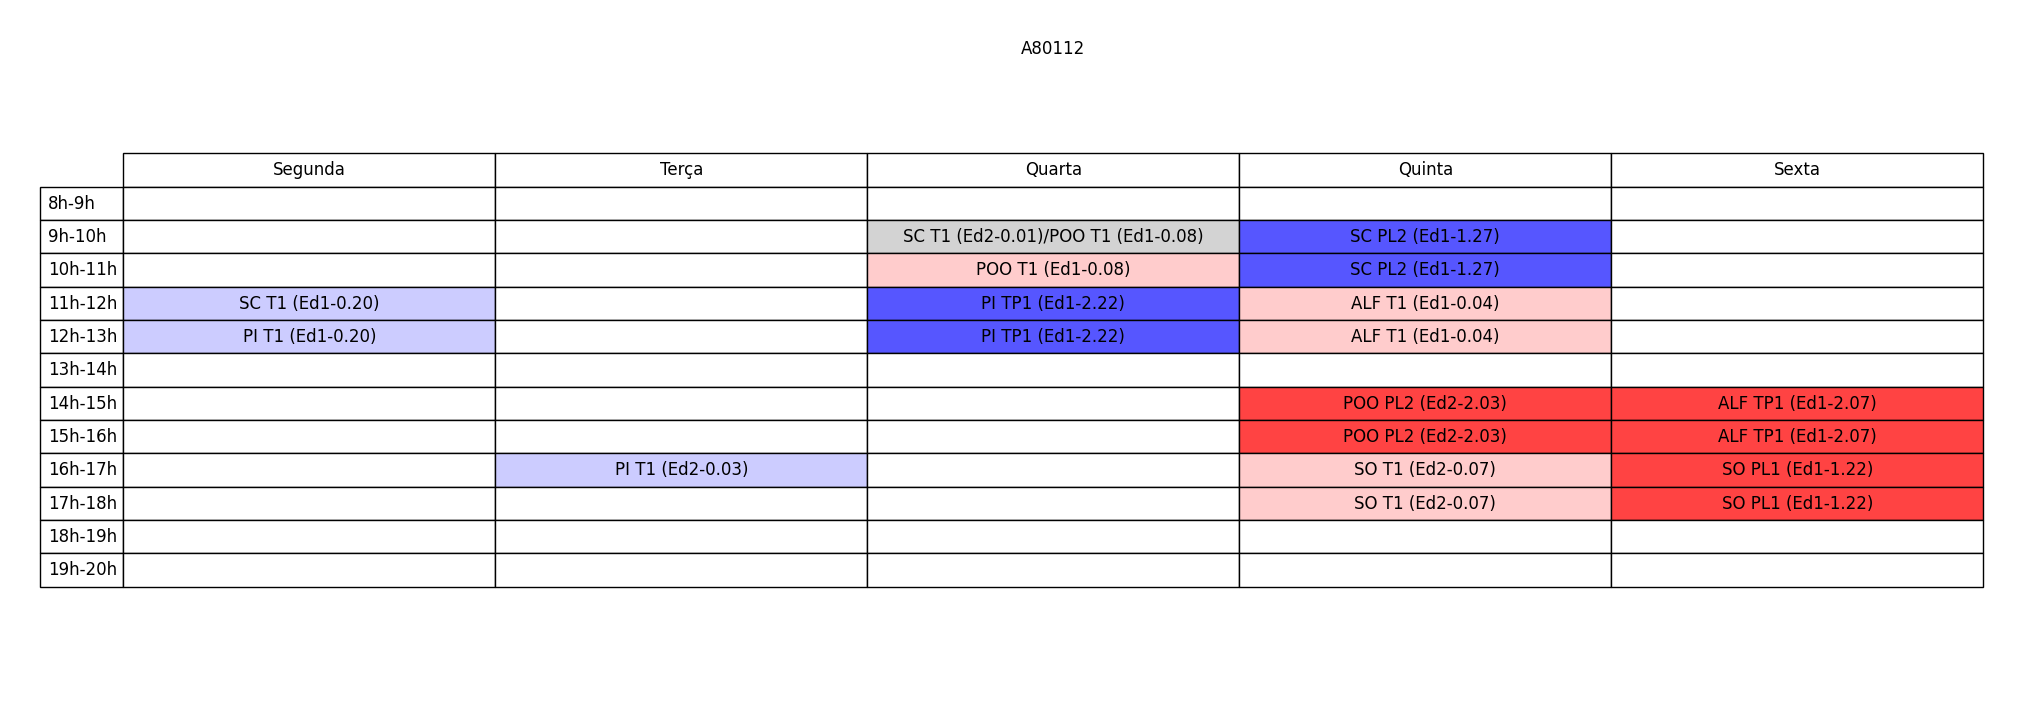 A80112
Segunda Terça Quarta Quinta Sexta
8h-9h
9h-10h SC T1 (Ed2-0.01)/POO T1 (Ed1-0.08) SC PL2 (Ed1-1.27)
10h-11h POO T1 (Ed1-0.08) SC PL2 (Ed1-1.27)
11h-12h SC T1 (Ed1-0.20) PI TP1 (Ed1-2.22) ALF T1 (Ed1-0.04)
12h-13h PI T1 (Ed1-0.20) PI TP1 (Ed1-2.22) ALF T1 (Ed1-0.04)
13h-14h
14h-15h POO PL2 (Ed2-2.03) ALF TP1 (Ed1-2.07)
15h-16h POO PL2 (Ed2-2.03) ALF TP1 (Ed1-2.07)
16h-17h PI T1 (Ed2-0.03) SO T1 (Ed2-0.07) SO PL1 (Ed1-1.22)
17h-18h SO T1 (Ed2-0.07) SO PL1 (Ed1-1.22)
18h-19h
19h-20h